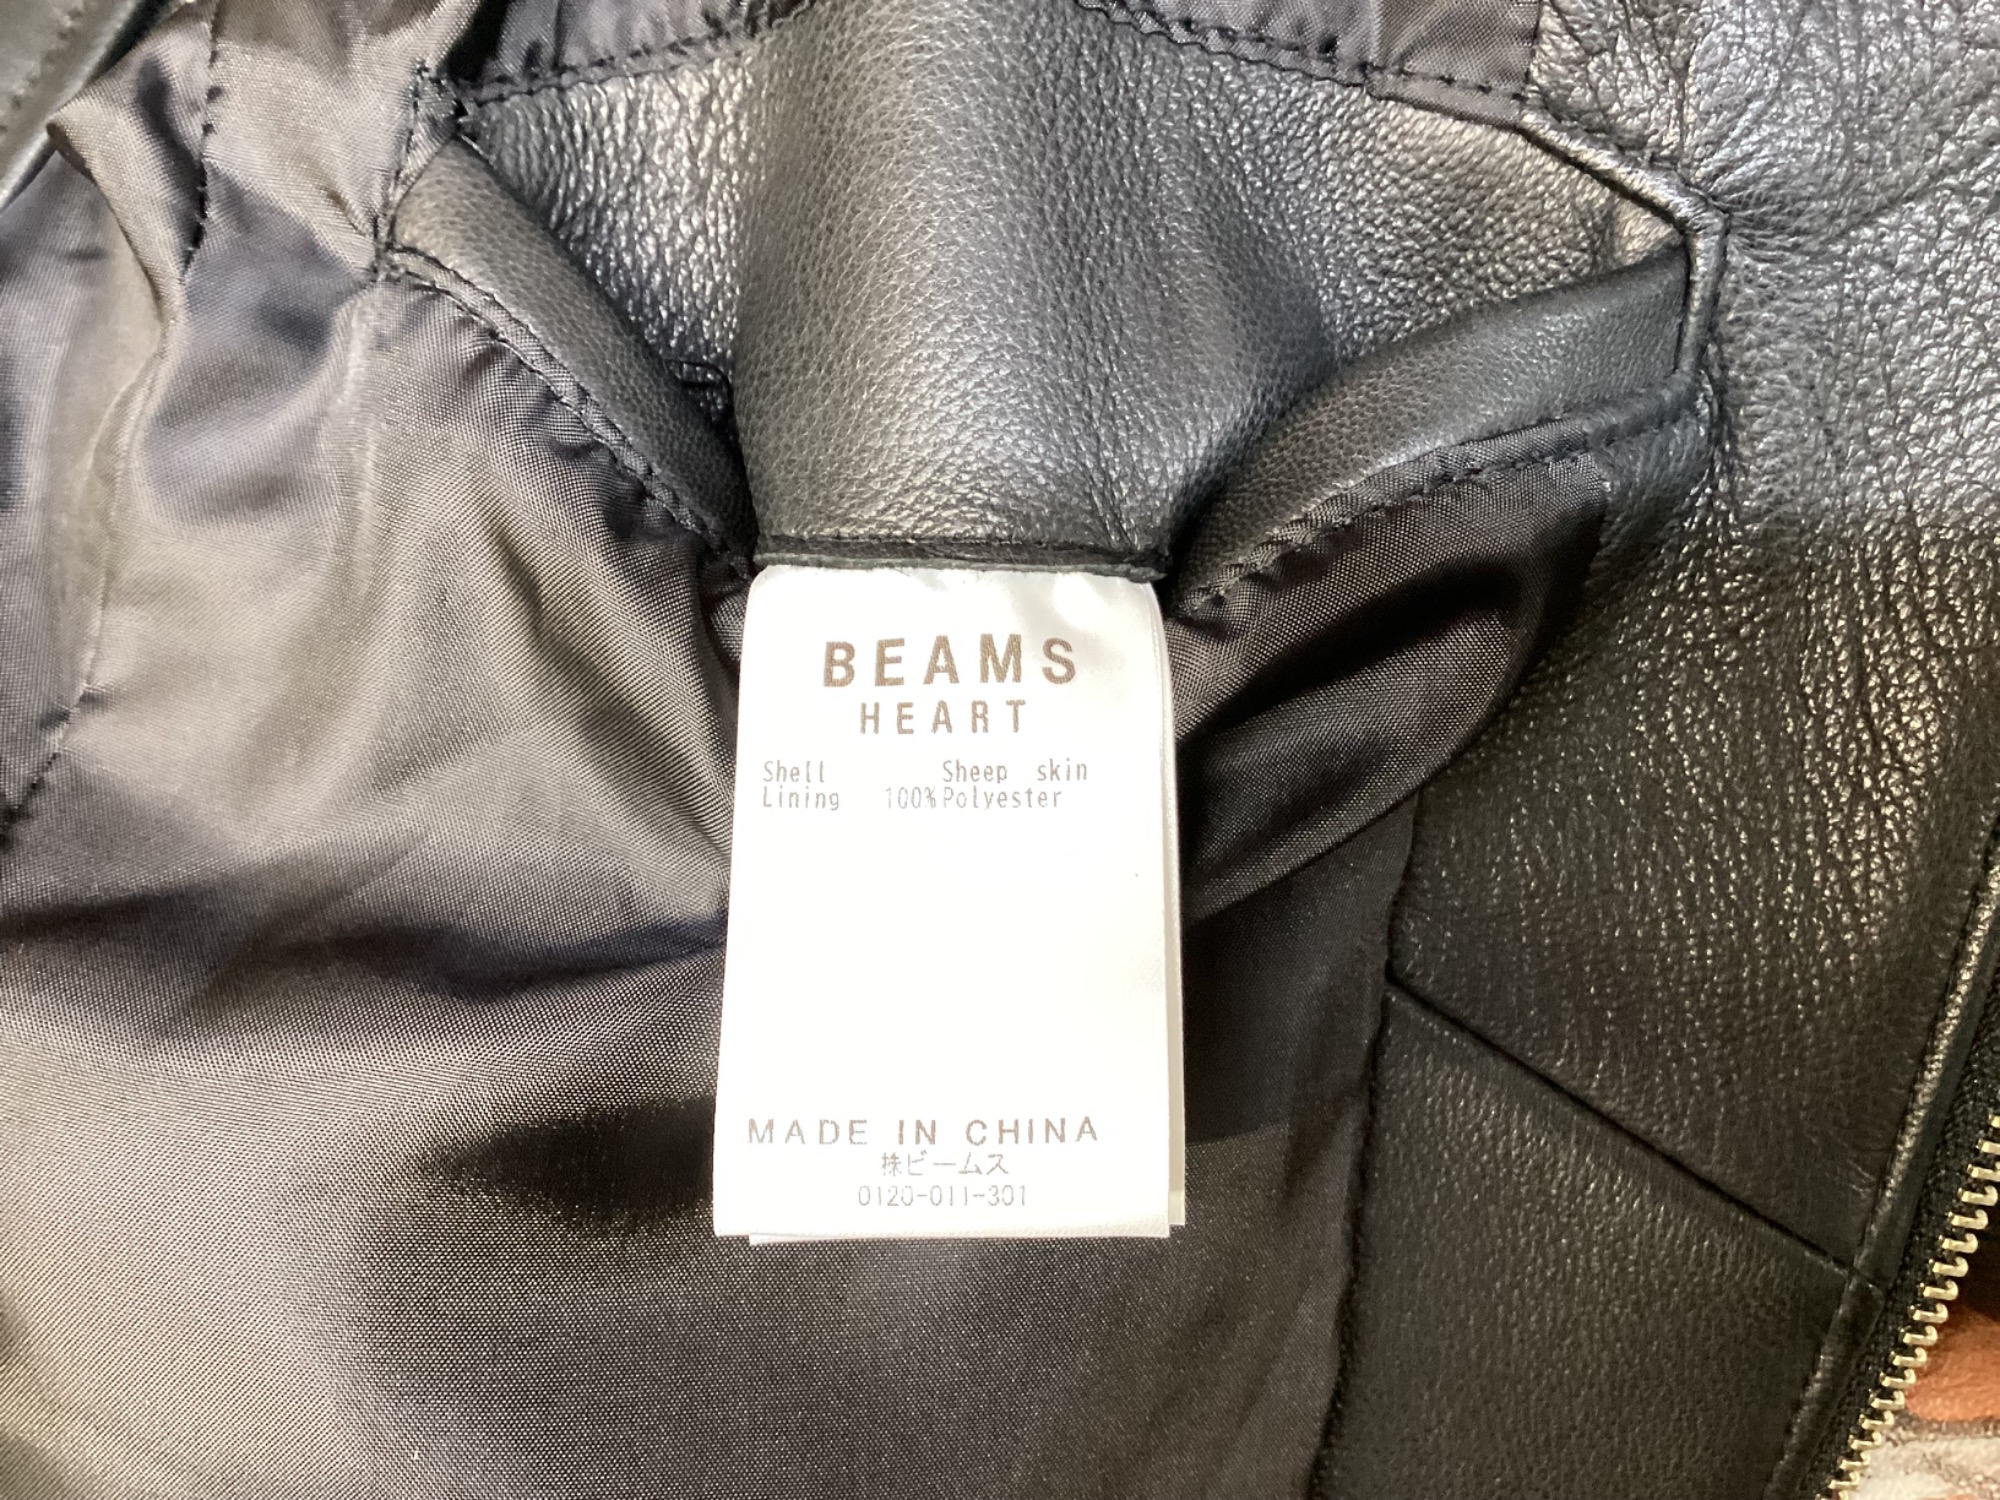 BEAMS
HEART
Shell Sheep skin
Lining 100% Polyester
MADE IN CHINA
株ビームス
0120-011-301